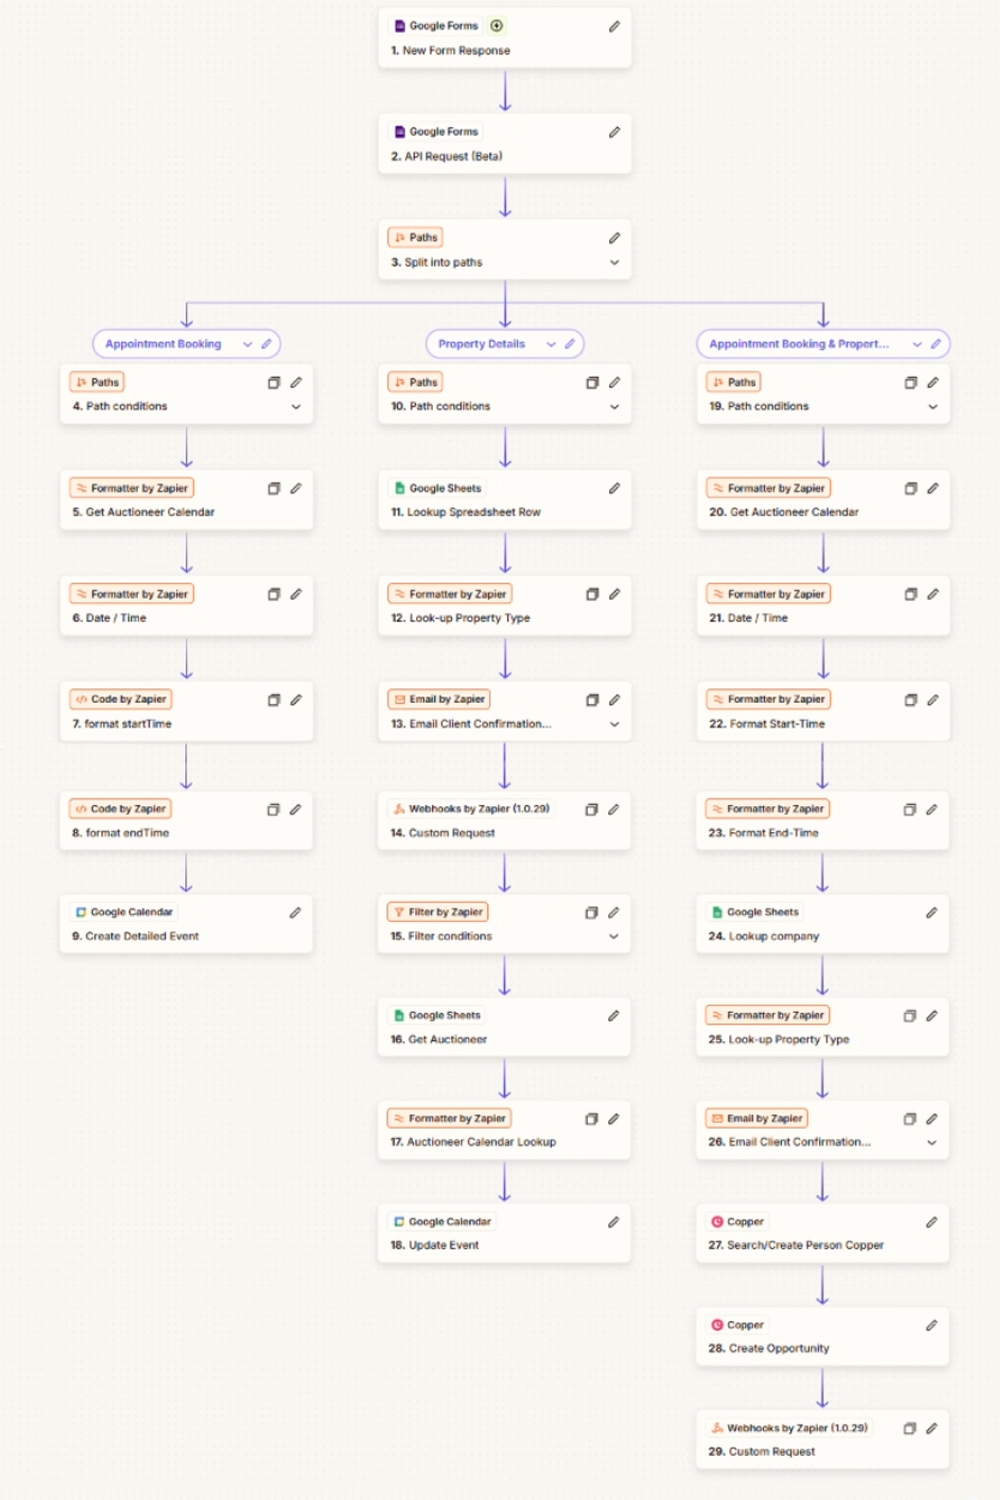 Google Forms
1. New Form Response
Google Forms
2. API Request (Beta)
Paths
3. Split into paths
Appointment Booking
Paths
4. Path conditions
Formatter by Zapier
5. Get Auctioneer Calendar
Formatter by Zapier
6. Date / Time
Code by Zapier
7. format startTime
Code by Zapier
8. format endTime
Google Calendar
9. Create Detailed Event
Property Details
Paths
10. Path conditions
Google Sheets
11. Lookup Spreadsheet Row
Formatter by Zapier
12. Look-up Property Type
Email by Zapier
13. Email Client Confirmation...
Webhooks by Zapier (1.0.29)
14. Custom Request
Filter by Zapier
15. Filter conditions
Google Sheets
16. Get Auctioneer
Formatter by Zapier
17. Auctioneer Calendar Lookup
Google Calendar
18. Update Event
Appointment Booking & Propert...
Paths
19. Path conditions
Formatter by Zapier
20. Get Auctioneer Calendar
Formatter by Zapier
21. Date / Time
Formatter by Zapier
22. Format Start-Time
Formatter by Zapier
23. Format End-Time
Google Sheets
24. Lookup company
Formatter by Zapier
25. Look-up Property Type
Email by Zapier
26. Email Client Confirmation...
Copper
27. Search/Create Person Copper
Copper
28. Create Opportunity
Webhooks by Zapier (1.0.29)
29. Custom Request